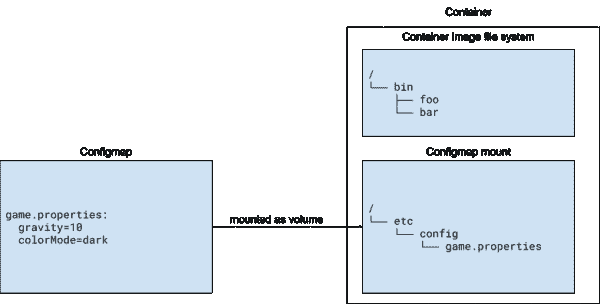 Container
Container image file system
/
└── bin
    ├── foo
    └── bar
Configmap
game.properties:
  gravity=10
  colorMode=dark
mounted as volume
Configmap mount
/
└── etc
    └── config
        └── game.properties